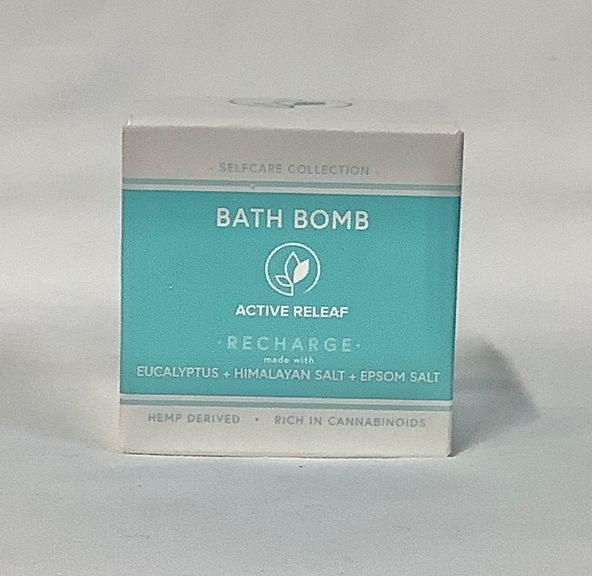 - SELFCARE COLLECTION -
BATH BOMB
ACTIVE RELEAF
·RECHARGE·
made with
EUCALYPTUS + HIMALAYAN SALT + EPSOM SALT
HEMP DERIVED • RICH IN CANNABINOIDS